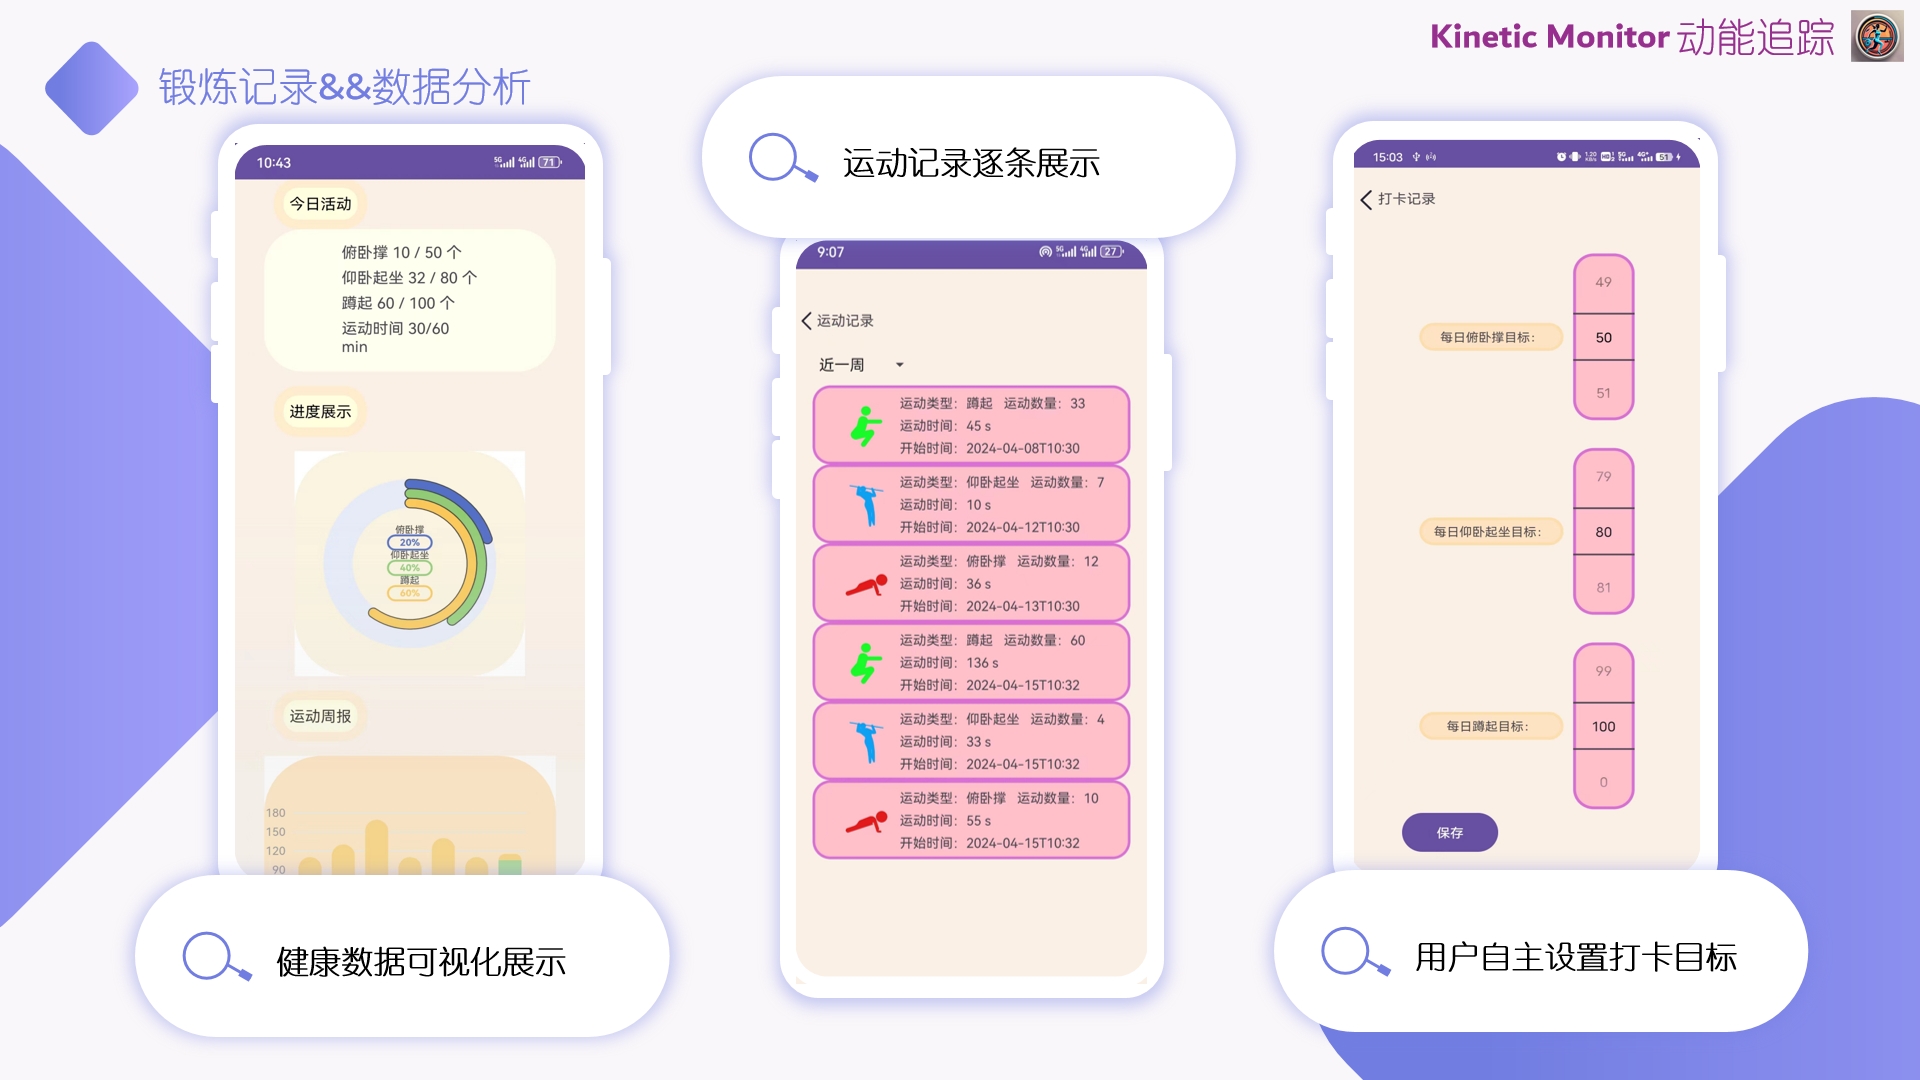 Kinetic Monitor 动能追踪
锻炼记录&&数据分析
10:43
5G 4G 71
今日活动
俯卧撑 10 / 50 个
仰卧起坐 32 / 80 个
蹲起 60 / 100 个
运动时间 30/60
min
进度展示
俯卧撑
20%
仰卧起坐
40%
蹲起
60%
运动周报
180
150
120
90
健康数据可视化展示
运动记录逐条展示
9:07
5G 4G 27
运动记录
近一周
运动类型：蹲起 运动数量：33
运动时间：45 s
开始时间：2024-04-08T10:30
运动类型：仰卧起坐 运动数量：7
运动时间：10 s
开始时间：2024-04-12T10:30
运动类型：俯卧撑 运动数量：12
运动时间：36 s
开始时间：2024-04-13T10:30
运动类型：蹲起 运动数量：60
运动时间：136 s
开始时间：2024-04-15T10:32
运动类型：仰卧起坐 运动数量：4
运动时间：33 s
开始时间：2024-04-15T10:32
运动类型：俯卧撑 运动数量：10
运动时间：55 s
开始时间：2024-04-15T10:32
15:03
51
打卡记录
49
每日俯卧撑目标：
50
51
79
每日仰卧起坐目标：
80
81
99
每日蹲起目标：
100
0
保存
用户自主设置打卡目标